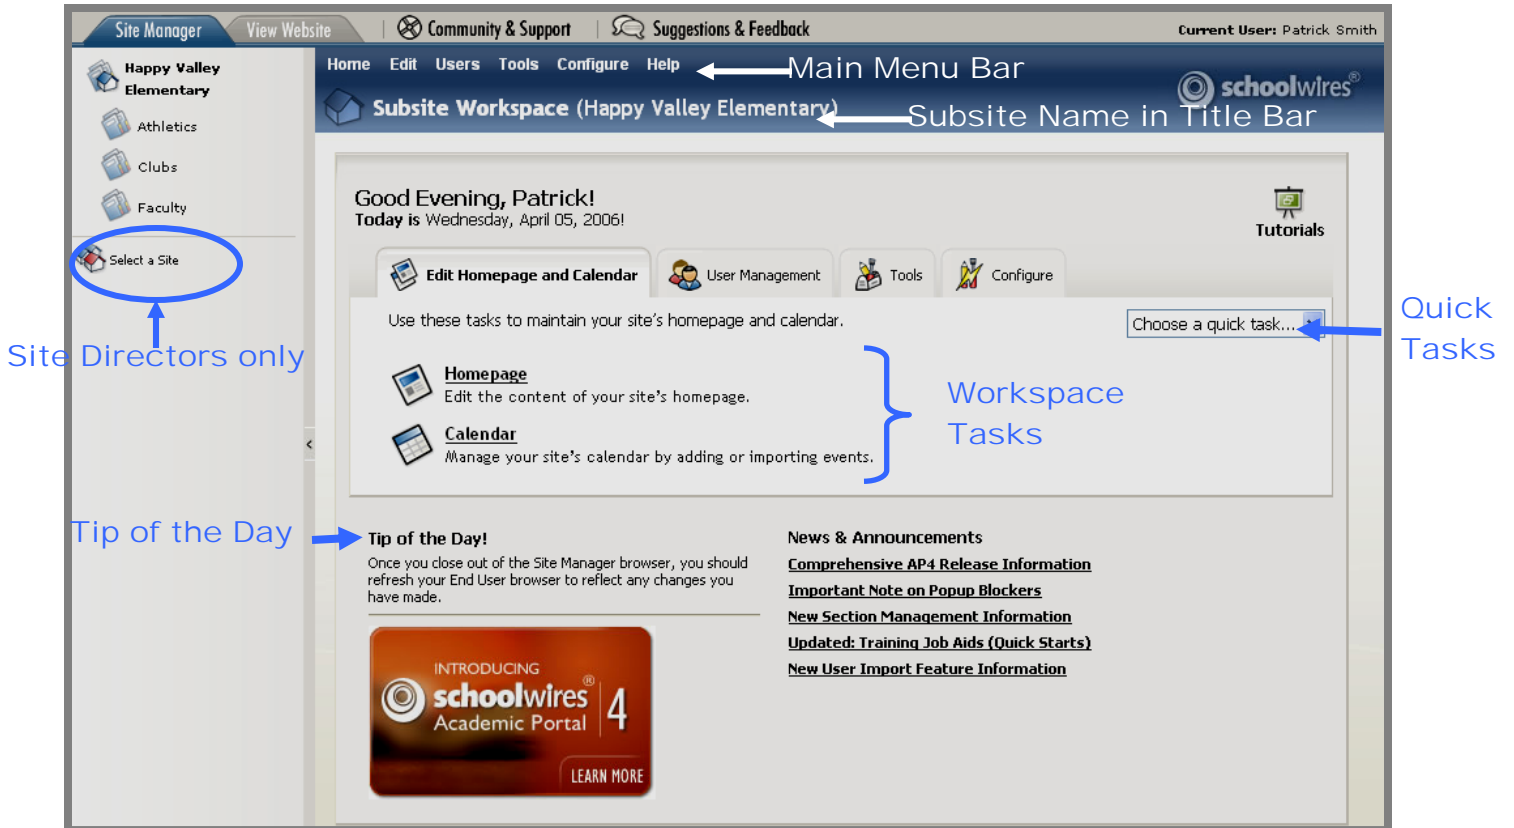 Site Manager View Website Community & Support Suggestions & Feedback Current User: Patrick Smith
Happy Valley
Elementary
Athletics
Clubs
Faculty
Select a Site
Site Directors only
Home Edit Users Tools Configure Help Main Menu Bar
schoolwires®
Subsite Workspace (Happy Valley Elementary) Subsite Name in Title Bar
Good Evening, Patrick!
Today is Wednesday, April 05, 2006!
Tutorials
Edit Homepage and Calendar User Management Tools Configure
Use these tasks to maintain your site's homepage and calendar.
Choose a quick task...
Quick
Tasks
Homepage
Edit the content of your site's homepage.
Calendar
Manage your site's calendar by adding or importing events.
Workspace
Tasks
<
Tip of the Day
Tip of the Day!
Once you close out of the Site Manager browser, you should
refresh your End User browser to reflect any changes you
have made.
INTRODUCING
schoolwires®
Academic Portal 4
LEARN MORE
News & Announcements
Comprehensive AP4 Release Information
Important Note on Popup Blockers
New Section Management Information
Updated: Training Job Aids (Quick Starts)
New User Import Feature Information